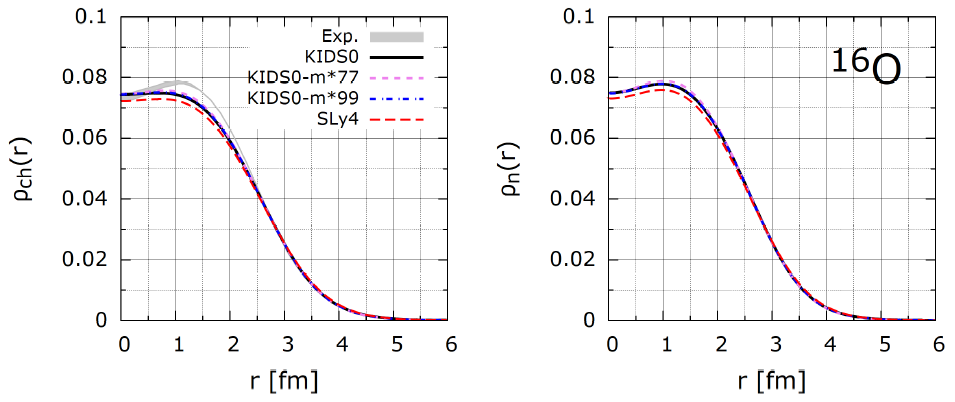 0.1
0.08
0.06
0.04
0.02
0
ρch(r)
Exp.
KIDS0
KIDS0-m*77
KIDS0-m*99
SLy4
0 1 2 3 4 5 6
r [fm]
0.1
0.08
0.06
0.04
0.02
0
ρn(r)
16O
0 1 2 3 4 5 6
r [fm]